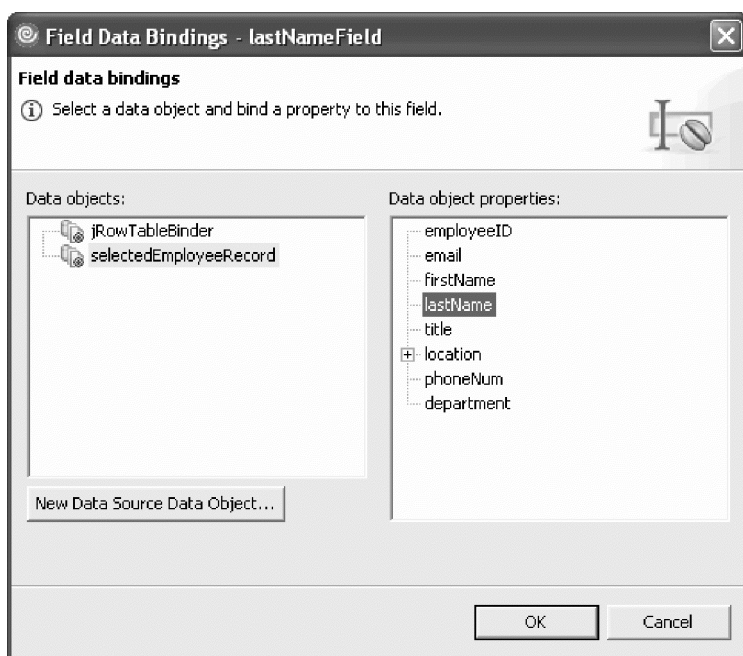 Field Data Bindings - lastNameField
Field data bindings
Select a data object and bind a property to this field.
Data objects:
jRowTableBinder
selectedEmployeeRecord
New Data Source Data Object...
Data object properties:
employeeID
email
firstName
lastName
title
location
phoneNum
department
OK
Cancel